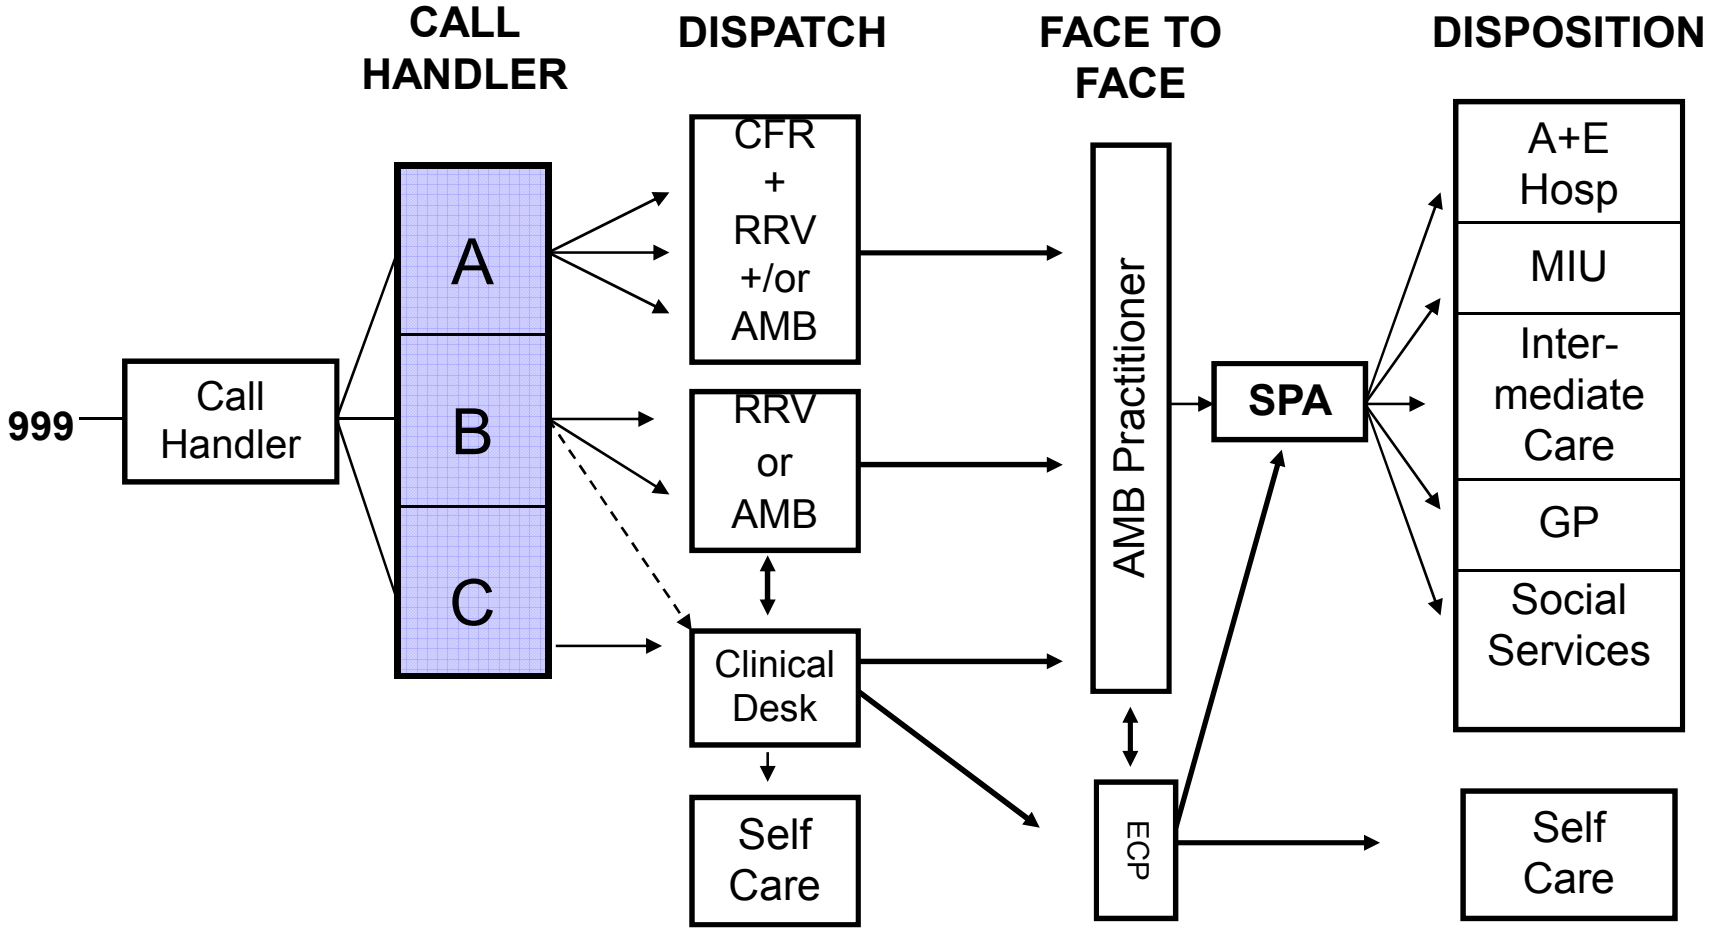 CALL
HANDLER
DISPATCH
FACE TO
FACE
DISPOSITION
999
Call
Handler
A
B
C
CFR
+
RRV
+/or
AMB
RRV
or
AMB
Clinical
Desk
Self
Care
AMB Practitioner
ECP
SPA
A+E
Hosp
MIU
Inter-
mediate
Care
GP
Social
Services
Self
Care